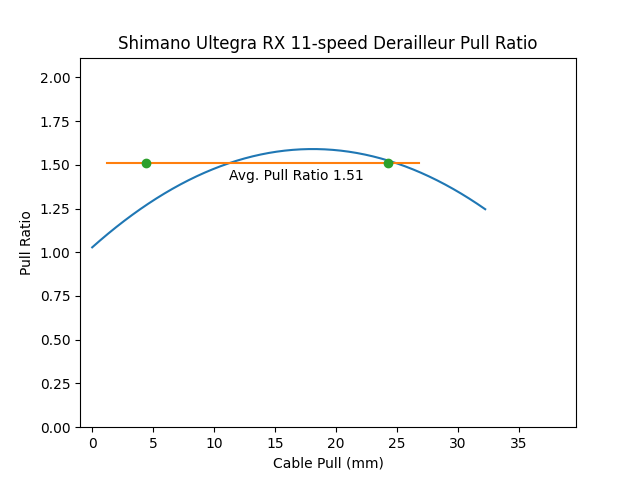 Shimano Ultegra RX 11-speed Derailleur Pull Ratio
2.00
1.75
1.50
1.25
1.00
0.75
0.50
0.25
0.00
Pull Ratio
Avg. Pull Ratio 1.51
0 5 10 15 20 25 30 35
Cable Pull (mm)